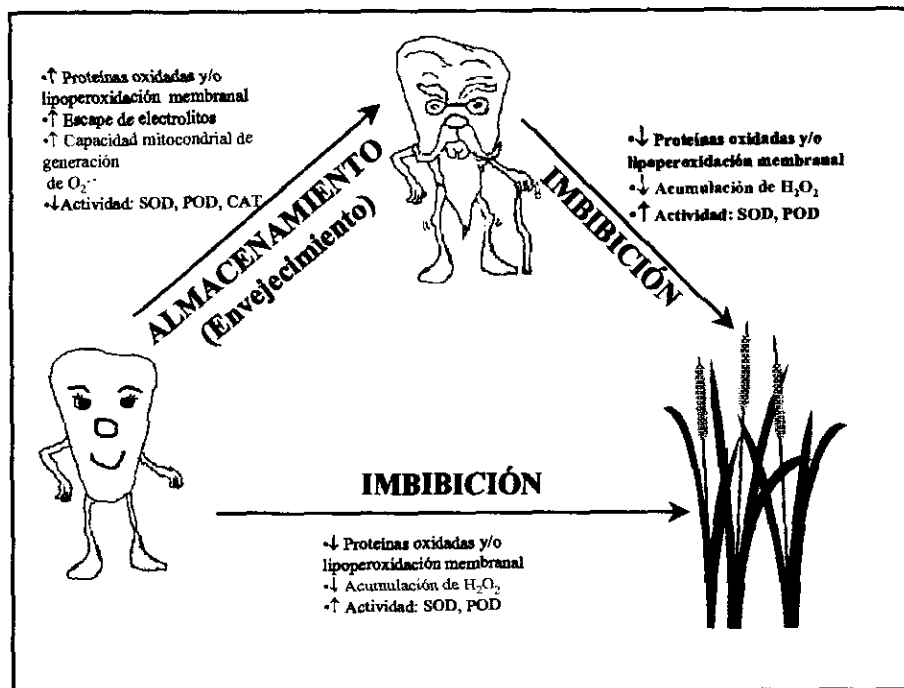 •↑ Proteínas oxidadas y/o
lipoperoxidación membranal
•↑ Escape de electrolitos
•↑ Capacidad mitocondrial de
generación
de O₂·-
•↓Actividad: SOD, POD, CAT
ALMACENAMIENTO
(Envejecimiento)
•↓ Proteínas oxidadas y/o
lipoperoxidación membranal
•↓ Acumulación de H₂O₂
•↑ Actividad: SOD, POD
IMBIBICIÓN
IMBIBICIÓN
•↓ Proteínas oxidadas y/o
lipoperoxidación membranal
•↓ Acumulación de H₂O₂
•↑ Actividad: SOD, POD